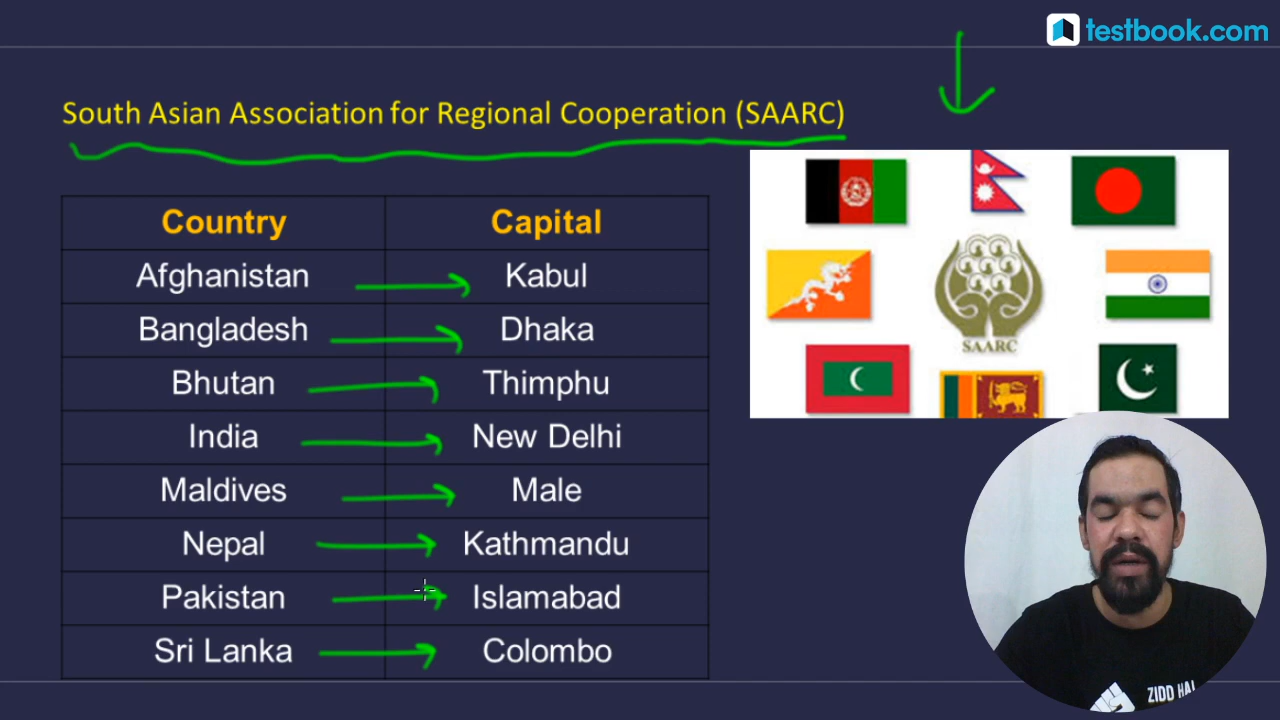 testbook.com
South Asian Association for Regional Cooperation (SAARC)
Country Capital
Afghanistan Kabul
Bangladesh Dhaka
Bhutan Thimphu
India New Delhi
Maldives Male
Nepal Kathmandu
Pakistan Islamabad
Sri Lanka Colombo
SAARC
ZIDD HAI